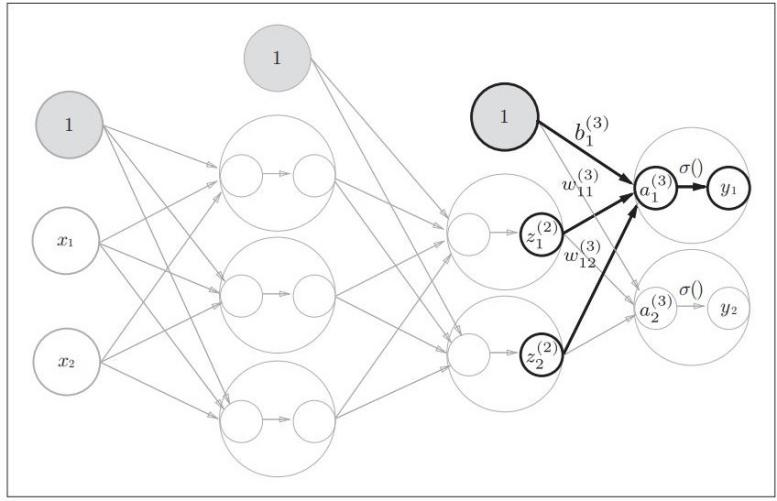 1
1
1
b₁⁽³⁾
w₁₁⁽³⁾
w₁₂⁽³⁾
a₁⁽³⁾
σ()
y₁
x₁
z₁⁽²⁾
a₂⁽³⁾
σ()
y₂
x₂
z₂⁽²⁾